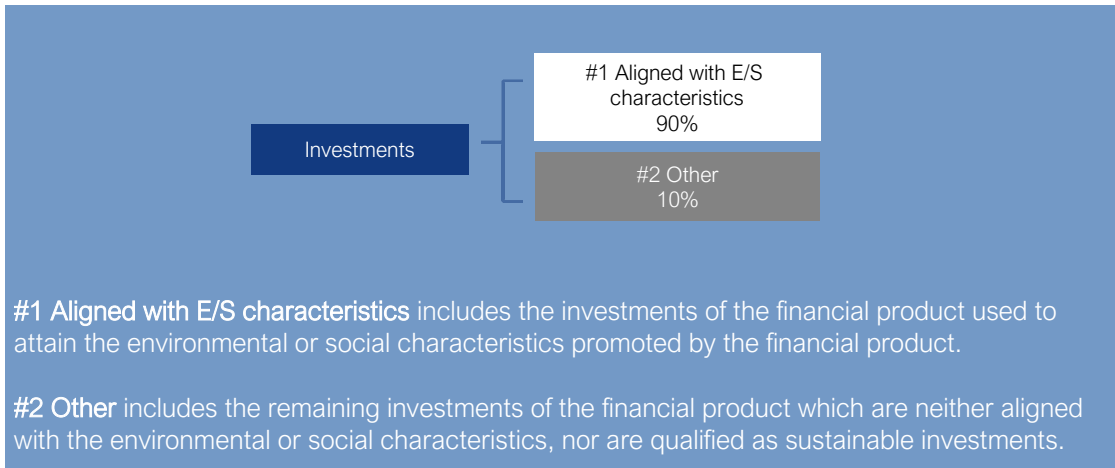 #1 Aligned with E/S
characteristics
90%
Investments
#2 Other
10%
#1 Aligned with E/S characteristics includes the investments of the financial product used to
attain the environmental or social characteristics promoted by the financial product.
#2 Other includes the remaining investments of the financial product which are neither aligned
with the environmental or social characteristics, nor are qualified as sustainable investments.